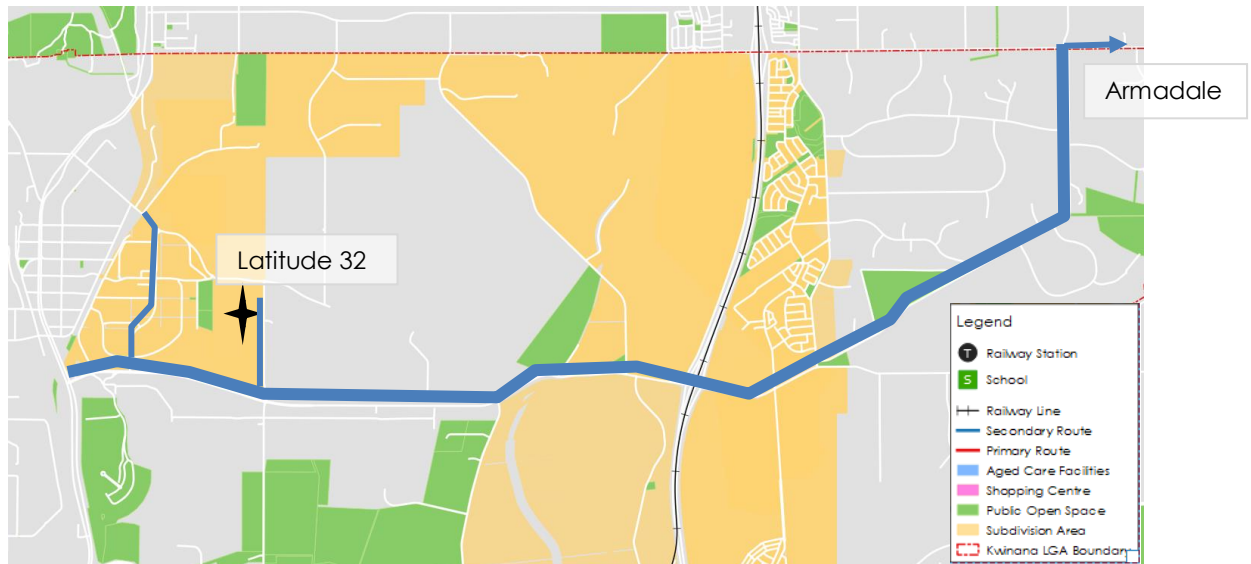 Armadale
Latitude 32
Legend
T Railway Station
S School
Railway Line
Secondary Route
Primary Route
Aged Care Facilities
Shopping Centre
Public Open Space
Subdivision Area
Kwinana LGA Boundary